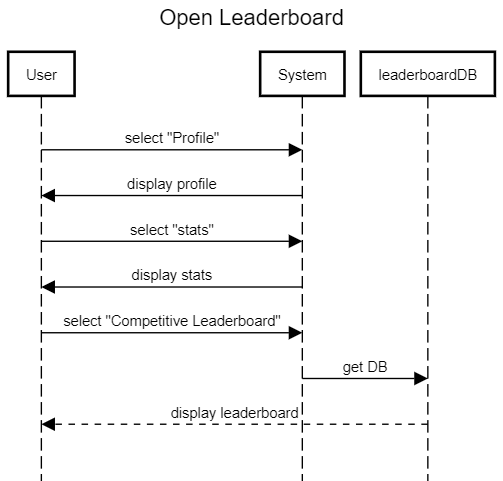 Open Leaderboard
User
System
leaderboardDB
select "Profile"
display profile
select "stats"
display stats
select "Competitive Leaderboard"
get DB
display leaderboard